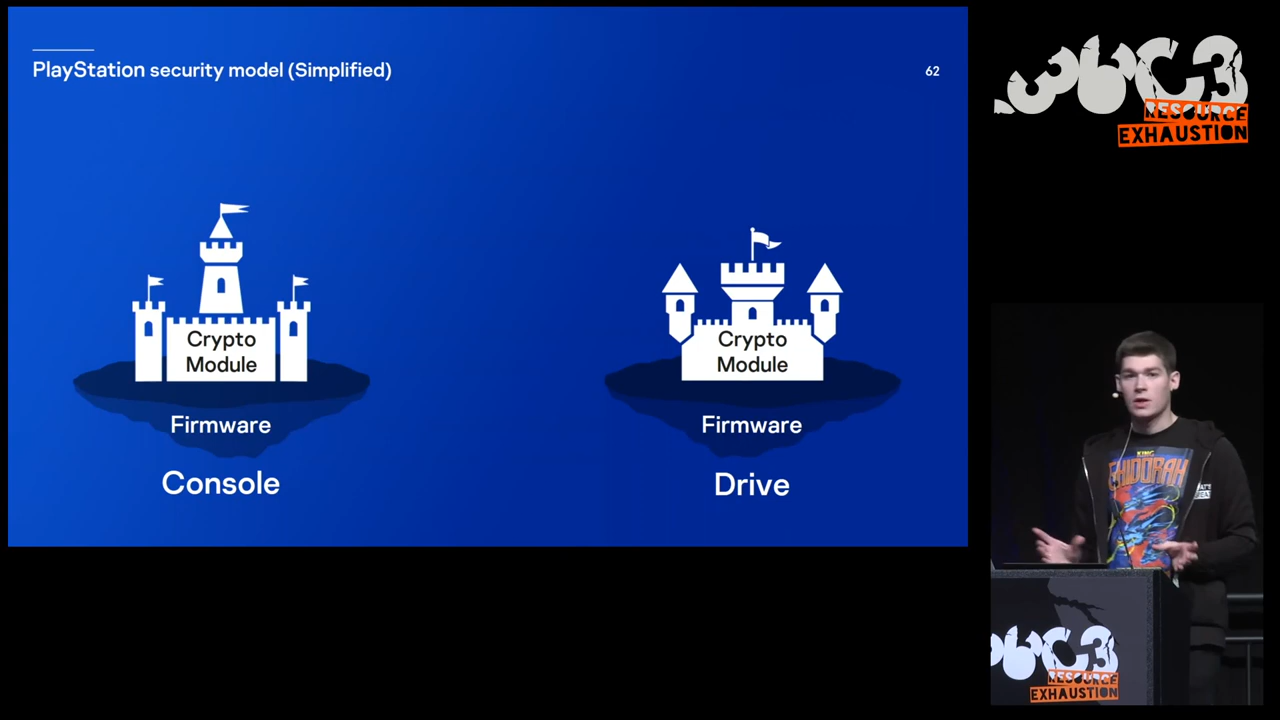 PlayStation security model (Simplified)
62
Crypto
Module
Firmware
Console
Crypto
Module
Firmware
Drive
36C3
RESOURCE
EXHAUSTION
KING
GHIDORAH
36C3
RESOURCE
EXHAUSTION